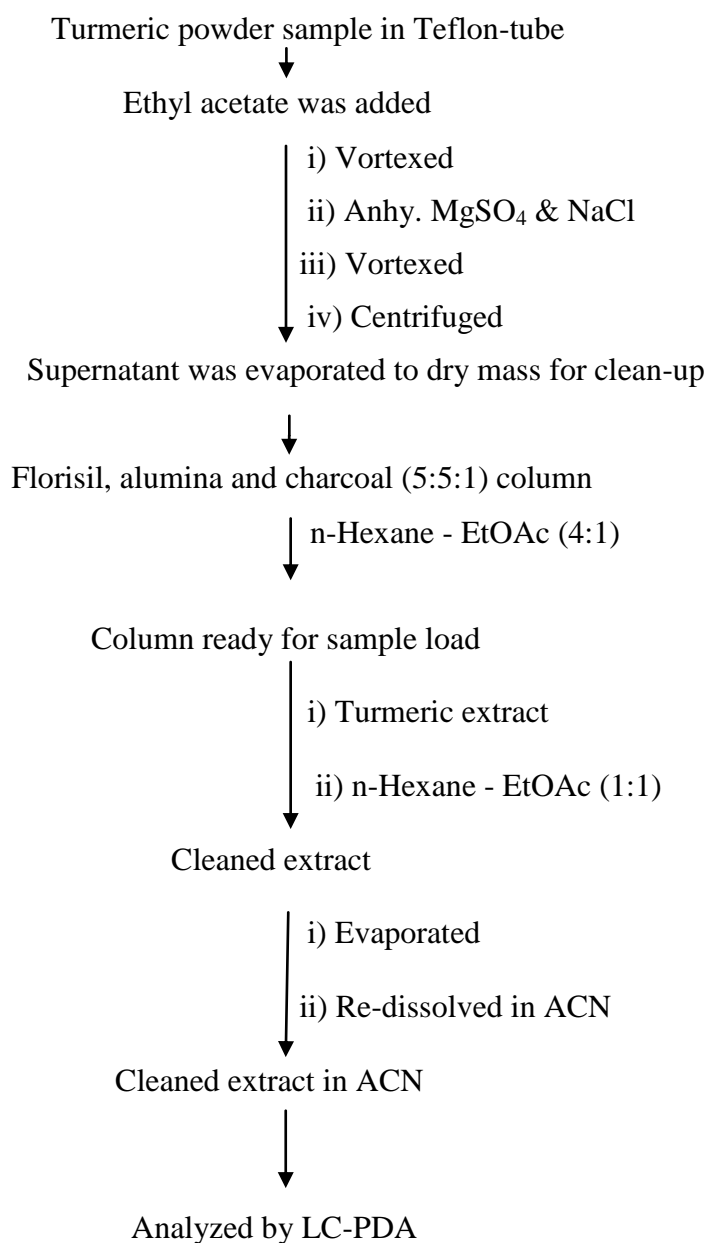 Turmeric powder sample in Teflon-tube
Ethyl acetate was added
i) Vortexed
ii) Anhy. MgSO₄ & NaCl
iii) Vortexed
iv) Centrifuged
Supernatant was evaporated to dry mass for clean-up
Florisil, alumina and charcoal (5:5:1) column
n-Hexane - EtOAc (4:1)
Column ready for sample load
i) Turmeric extract
ii) n-Hexane - EtOAc (1:1)
Cleaned extract
i) Evaporated
ii) Re-dissolved in ACN
Cleaned extract in ACN
Analyzed by LC-PDA